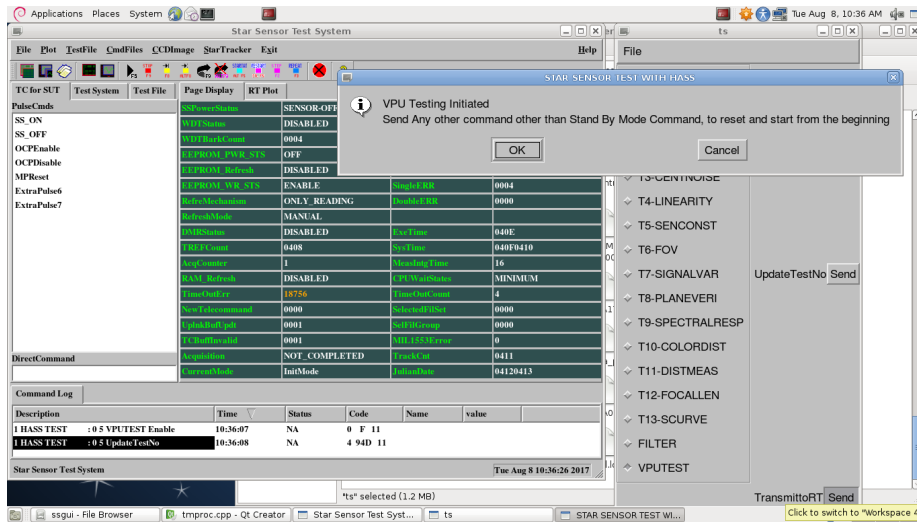 Applications Places System
Tue Aug 8, 10:36 AM
Star Sensor Test System
ts
File Plot TestFile CmdFiles CCDImage StarTracker Exit Help
File
TC for SUT Test System Test File
Page Display RT Plot
STAR SENSOR TEST WITH HASS
VPU Testing Initiated
Send Any other command other than Stand By Mode Command, to reset and start from the beginning
OK Cancel
PulseCmds
SS_ON
SS_OFF
OCPEnable
OCPDisable
MPReset
ExtraPulse6
ExtraPulse7
SSPowerStatus SENSOR-OFF
WDTStatus DISABLED
WDTBarkCount 0004
EEPROM_PWR_STS OFF
EEPROM_Refresh DISABLED
EEPROM_WR_STS ENABLE SingleERR 0004
RefreMechanism ONLY_READING DoubleERR 0000
RefreshMode MANUAL
DMRStatus DISABLED ExeTime 040E
TREFCount 0408 SysTime 040F0410
AcqCounter 1 MeasIntgTime 16
RAM_Refresh DISABLED CPUWaitStates MINIMUM
TimeOutErr 18756 TimeOutCount 4
NewTelecommand 0000 SelectedFilSet 0000
UplnkBufUpdt 0001 SelFilGroup 0000
TCBuffInvalid 0001 MIL1553Error 0
Acquisition NOT_COMPLETED TrackCnt 0411
CurrentMode InitMode JulianDate 04120413
T3-CENTNOISE
T4-LINEARITY
T5-SENCONST
T6-FOV
T7-SIGNALVAR
T8-PLANEVERI
T9-SPECTRALRESP
T10-COLORDIST
T11-DISTMEAS
T12-FOCALLEN
T13-SCURVE
FILTER
VPUTEST
UpdateTestNo Send
TransmittoRT Send
DirectCommand
Command Log
Description Time Status Code Name value
1 HASS TEST : 0 5 VPUTEST Enable 10:36:07 NA 0 F 11
1 HASS TEST : 0 5 UpdateTestNo 10:36:08 NA 4 94D 11
Star Sensor Test System Tue Aug 8 10:36:26 2017
"ts" selected (1.2 MB)
Click to switch to "Workspace 4
ssgui - File Browser
tmproc.cpp - Qt Creator
Star Sensor Test Syst...
ts
STAR SENSOR TEST WI...